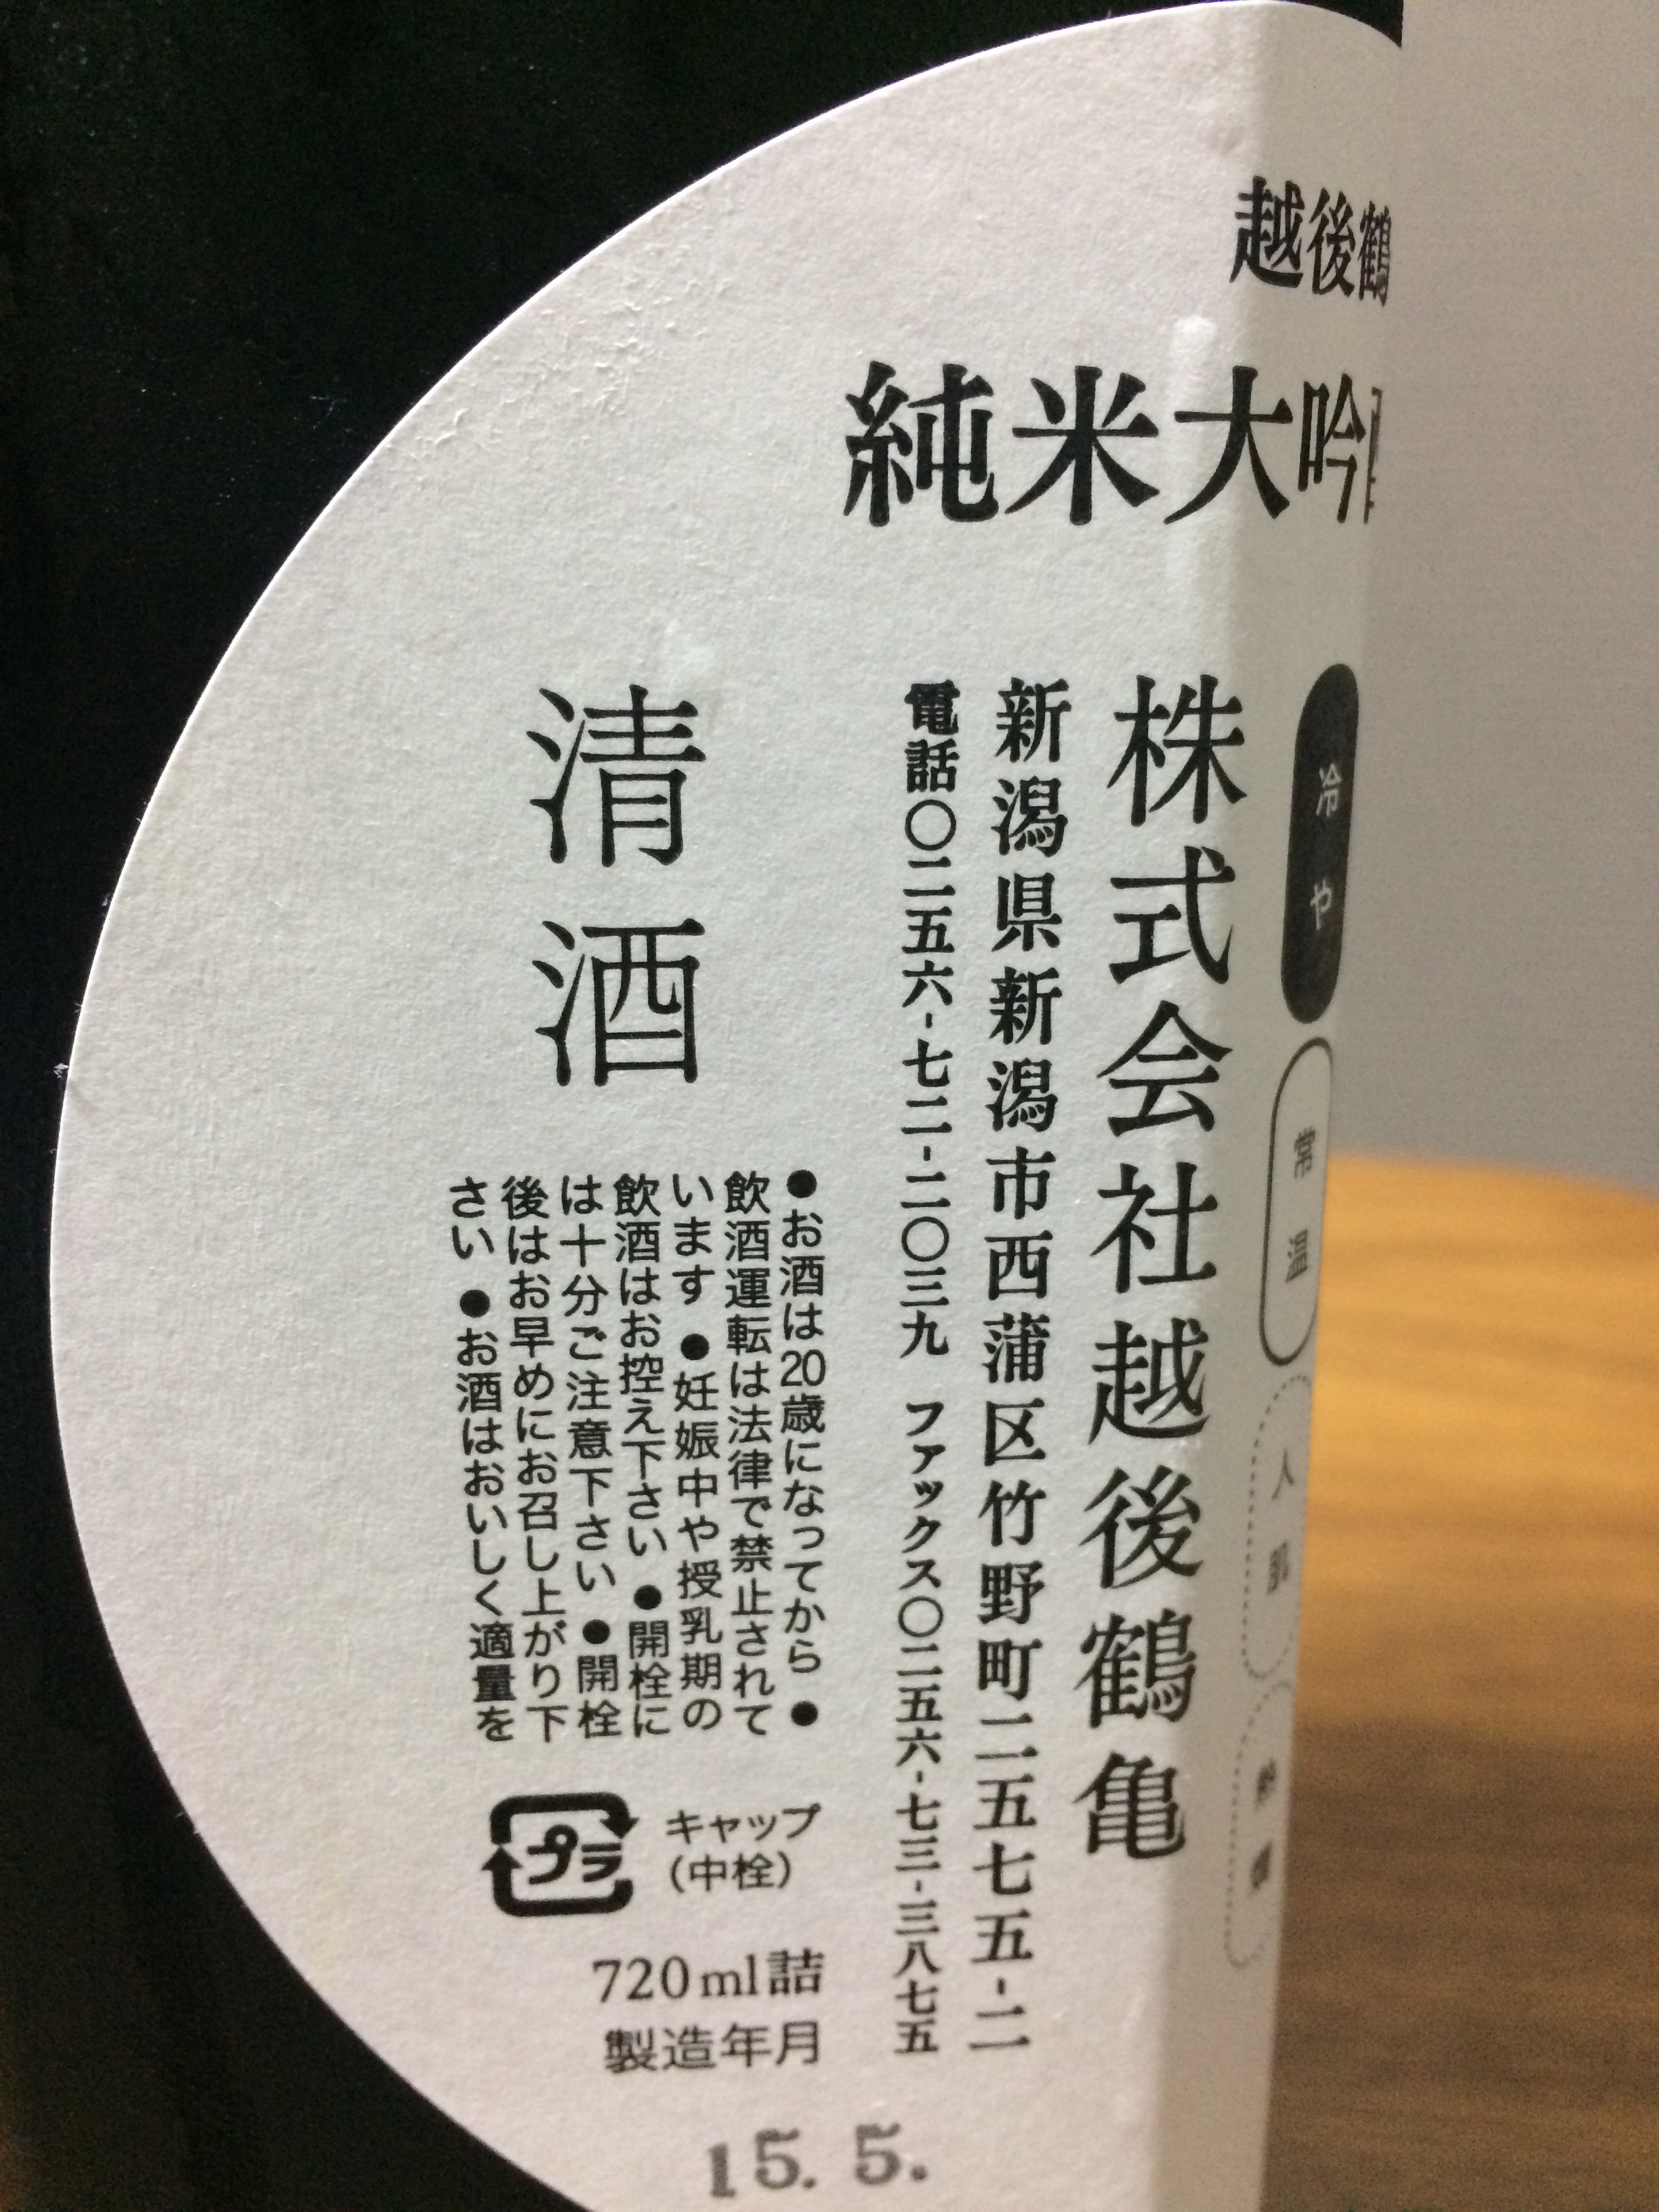 越後鶴
純米大吟
冷や
常温
人肌
株式会社越後鶴亀
新潟県新潟市西蒲区竹野町二五七五-二
電話〇二五六-七二-二〇三九 ファックス〇二五六-七三-三八七五
清酒
●お酒は20歳になってから ●
飲酒運転は法律で禁止されて
います ●妊娠中や授乳期の
飲酒はお控え下さい ●開栓に
は十分ご注意下さい ●開栓
後はお早めにお召し上がり下
さい ●お酒はおいしく適量を
プラ
キャップ
(中栓)
720ml詰
製造年月
15. 5.